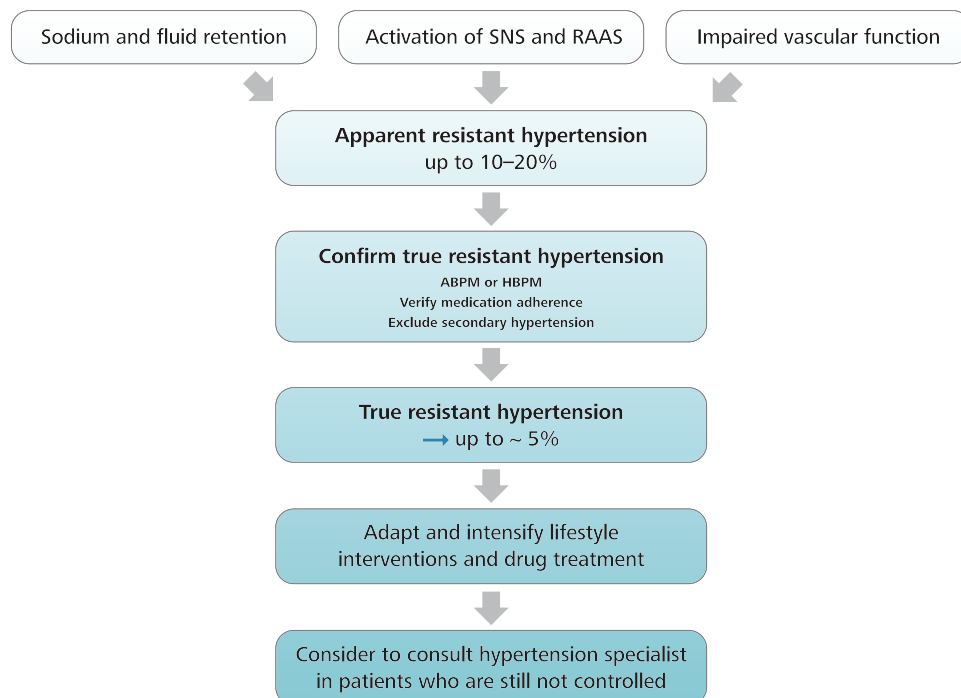 Sodium and fluid retention
Activation of SNS and RAAS
Impaired vascular function
Apparent resistant hypertension
up to 10–20%
Confirm true resistant hypertension
ABPM or HBPM
Verify medication adherence
Exclude secondary hypertension
True resistant hypertension
→ up to ~ 5%
Adapt and intensify lifestyle
interventions and drug treatment
Consider to consult hypertension specialist
in patients who are still not controlled